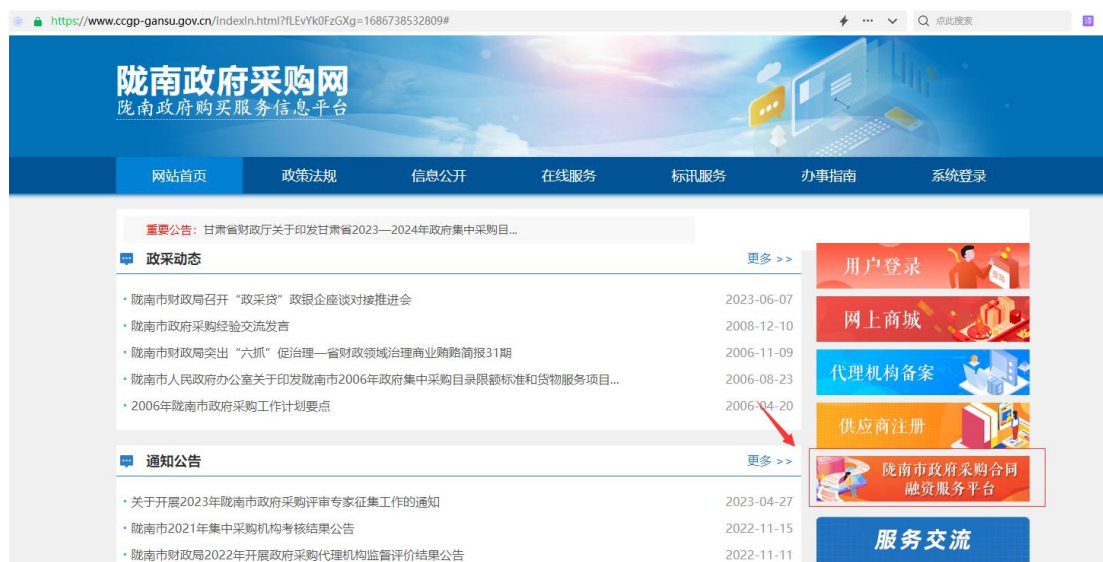 https://www.ccgp-gansu.gov.cn/indexIn.html?fLEvYk0FzGXg=1686738532809#
点此搜索
译
陇南政府采购网
陇南政府购买服务信息平台
网站首页 政策法规 信息公开 在线服务 标讯服务 办事指南 系统登录
重要公告：甘肃省财政厅关于印发甘肃省2023—2024年政府集中采购目...
政采动态 更多 >>
陇南市财政局召开“政采贷”政银企座谈对接推进会 2023-06-07
陇南市政府采购经验交流发言 2008-12-10
陇南市财政局突出“六抓”促治理—省财政领域治理商业贿赂简报31期 2006-11-09
陇南市人民政府办公室关于印发陇南市2006年政府集中采购目录限额标准和货物服务项目... 2006-08-23
2006年陇南市政府采购工作计划要点 2006-04-20
通知公告 更多 >>
关于开展2023年陇南市政府采购评审专家征集工作的通知 2023-04-27
陇南市2021年集中采购机构考核结果公告 2022-11-15
陇南市财政局2022年开展政府采购代理机构监督评价结果公告 2022-11-11
用户登录
网上商城
代理机构备案
供应商注册
陇南市政府采购合同
融资服务平台
服务交流